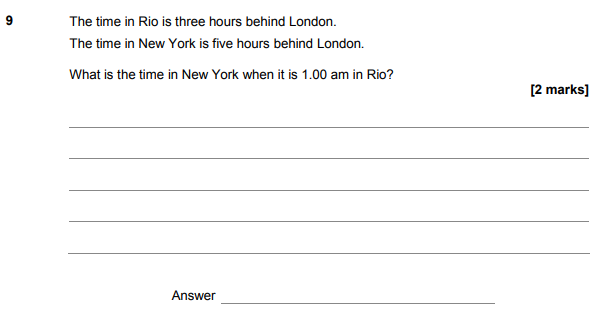 9 The time in Rio is three hours behind London.
The time in New York is five hours behind London.
What is the time in New York when it is 1.00 am in Rio?
[2 marks]
Answer